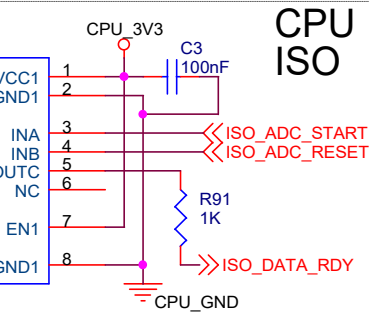 CPU
ISO
CPU_3V3
C3
100nF
VCC1
1
GND1
2
INA
3
ISO_ADC_START
INB
4
ISO_ADC_RESET
OUTC
5
NC
6
R91
1K
EN1
7
GND1
8
ISO_DATA_RDY
CPU_GND